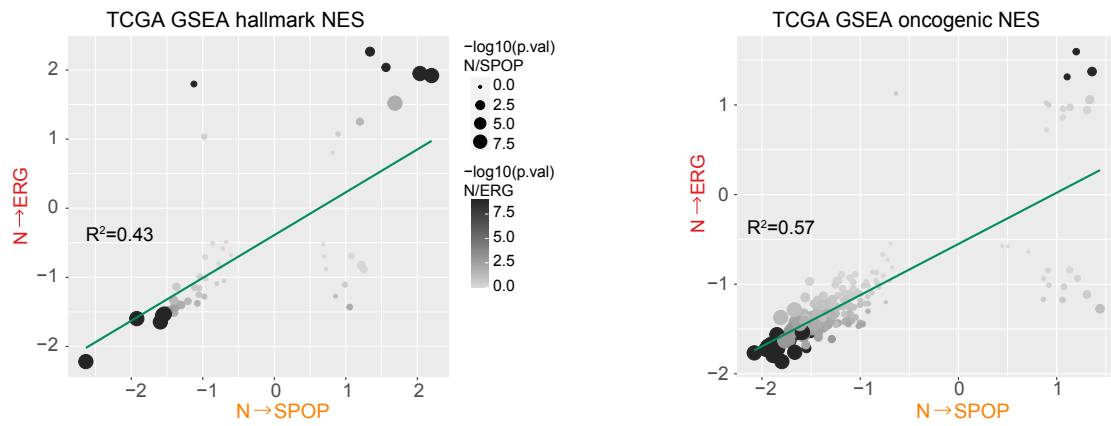 TCGA GSEA hallmark NES
N→ERG
2
1
0
−1
−2
R²=0.43
−2
−1
0
1
2
N→SPOP
−log10(p.val)
N/SPOP
0.0
2.5
5.0
7.5
−log10(p.val)
N/ERG
7.5
5.0
2.5
0.0
TCGA GSEA oncogenic NES
N→ERG
1
0
−1
−2
R²=0.57
−2
−1
0
1
N→SPOP